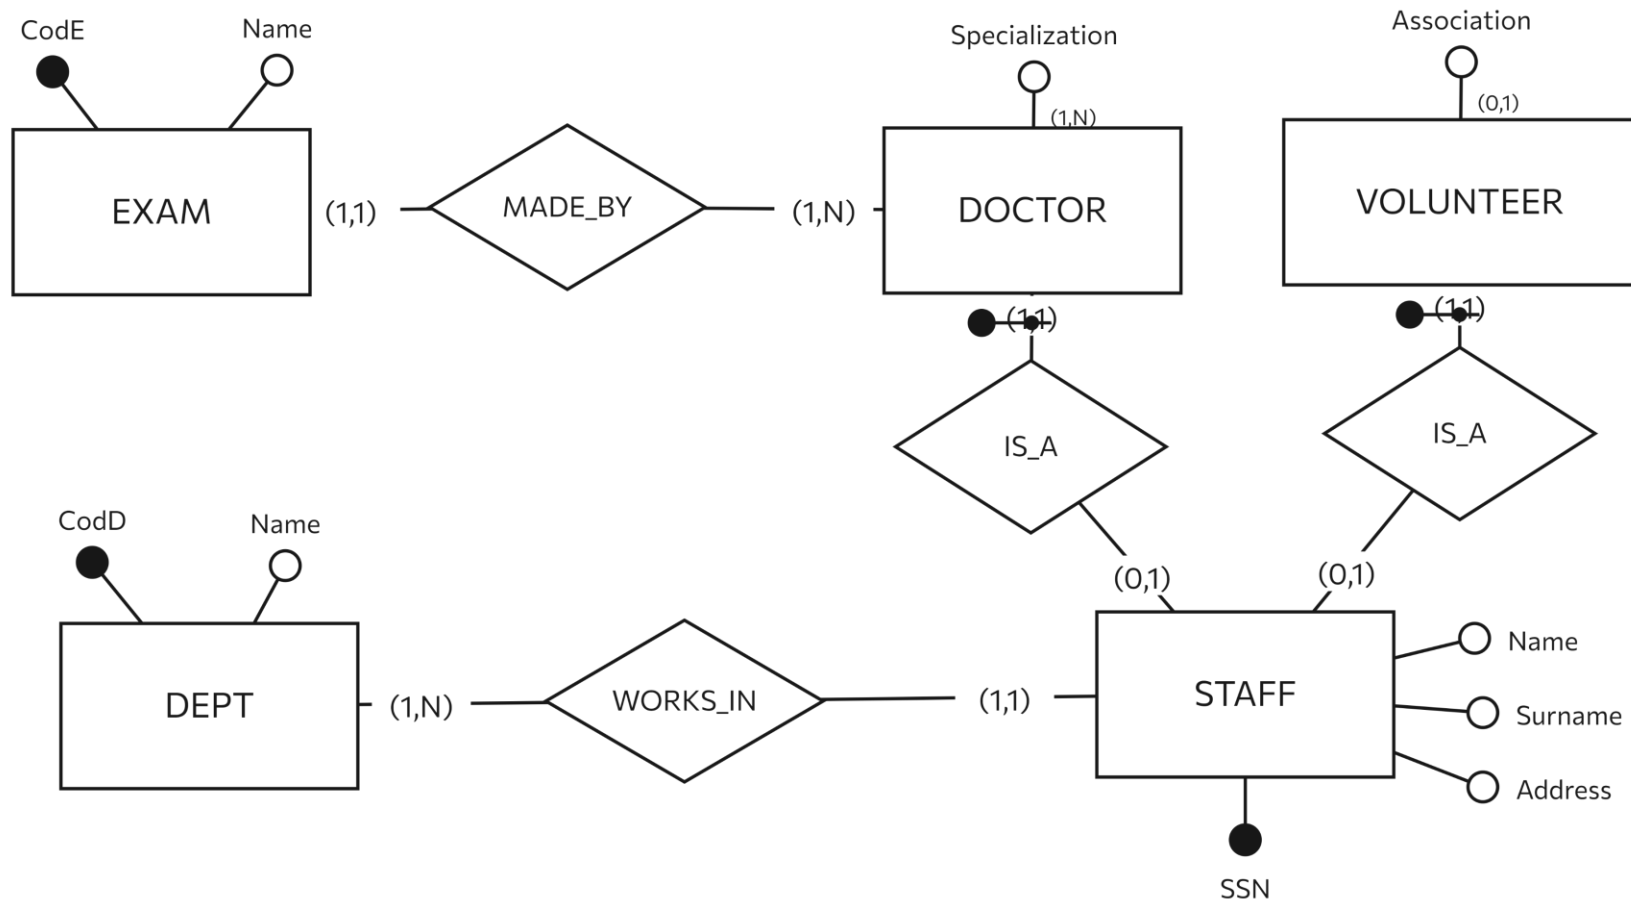 CodE
Name
Specialization
Association
(1,N)
(0,1)
EXAM
(1,1)
MADE_BY
(1,N)
DOCTOR
VOLUNTEER
(1,1)
(1,1)
IS_A
IS_A
CodD
Name
(0,1)
(0,1)
DEPT
(1,N)
WORKS_IN
(1,1)
STAFF
Name
Surname
Address
SSN